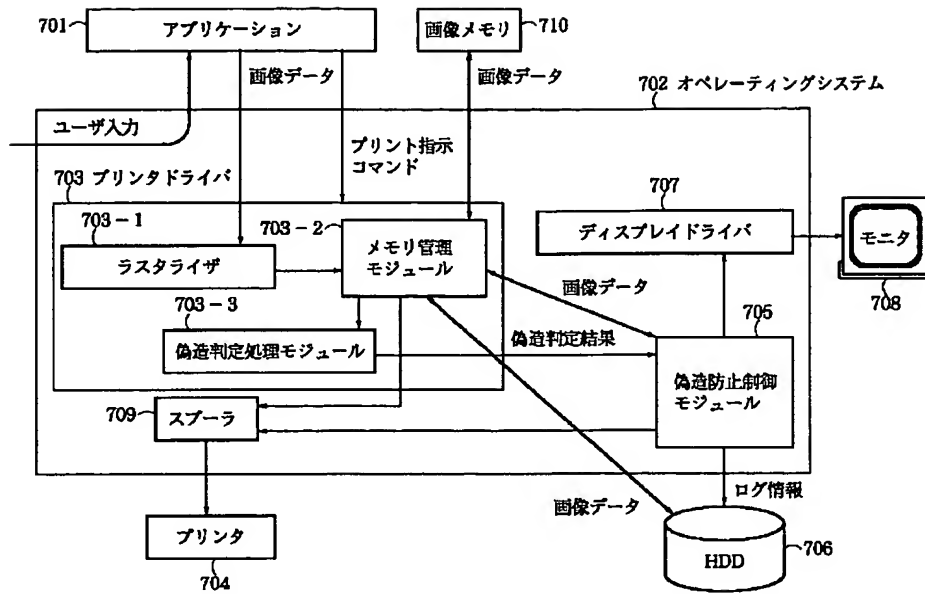 701
アプリケーション
画像メモリ
710
画像データ
画像データ
702 オペレーティングシステム
ユーザ入力
プリント指示
コマンド
703 プリンタドライバ
703-1
703-2
707
ラスタライザ
メモリ管理
モジュール
ディスプレイドライバ
モニタ
708
画像データ
703-3
705
偽造判定処理モジュール
偽造判定結果
偽造防止制御
モジュール
709
スプーラ
ログ情報
画像データ
プリンタ
704
HDD
706